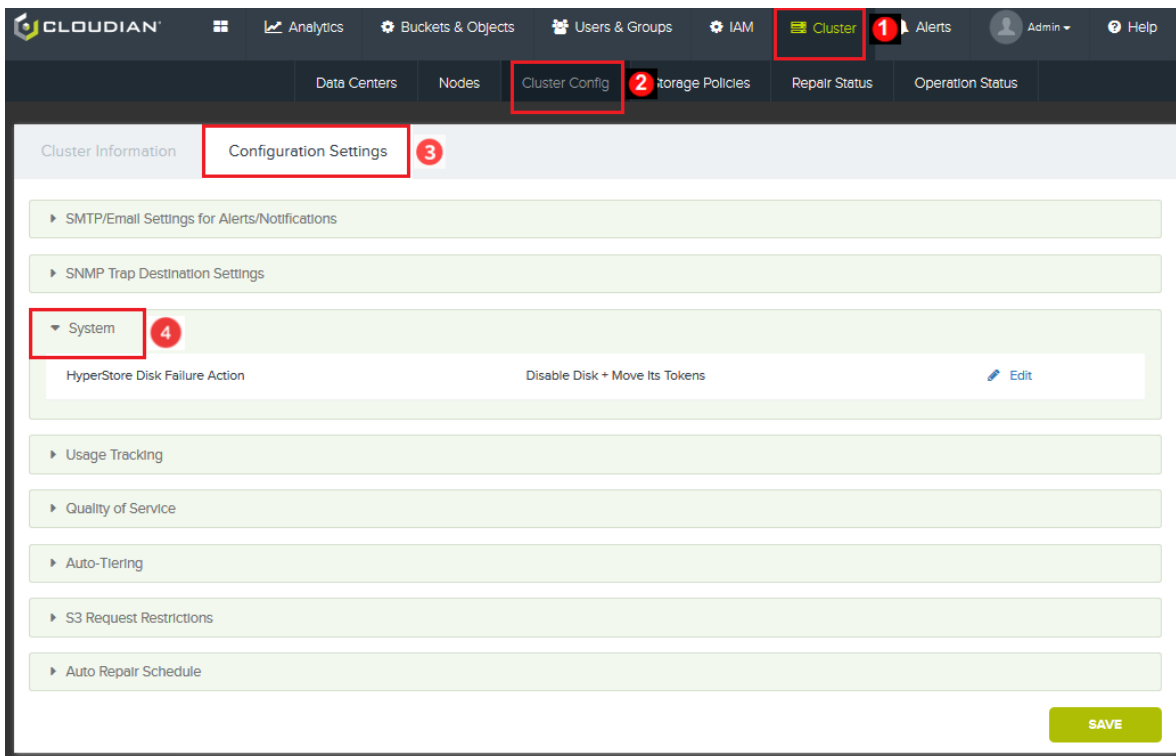 CLOUDIAN Analytics Buckets & Objects Users & Groups IAM Cluster 1 Alerts Admin Help
Data Centers Nodes Cluster Config 2 torage Policies Repair Status Operation Status
Cluster Information Configuration Settings 3
SMTP/Email Settings for Alerts/Notifications
SNMP Trap Destination Settings
System 4
HyperStore Disk Failure Action Disable Disk + Move Its Tokens Edit
Usage Tracking
Quality of Service
Auto-Tiering
S3 Request Restrictions
Auto Repair Schedule
SAVE